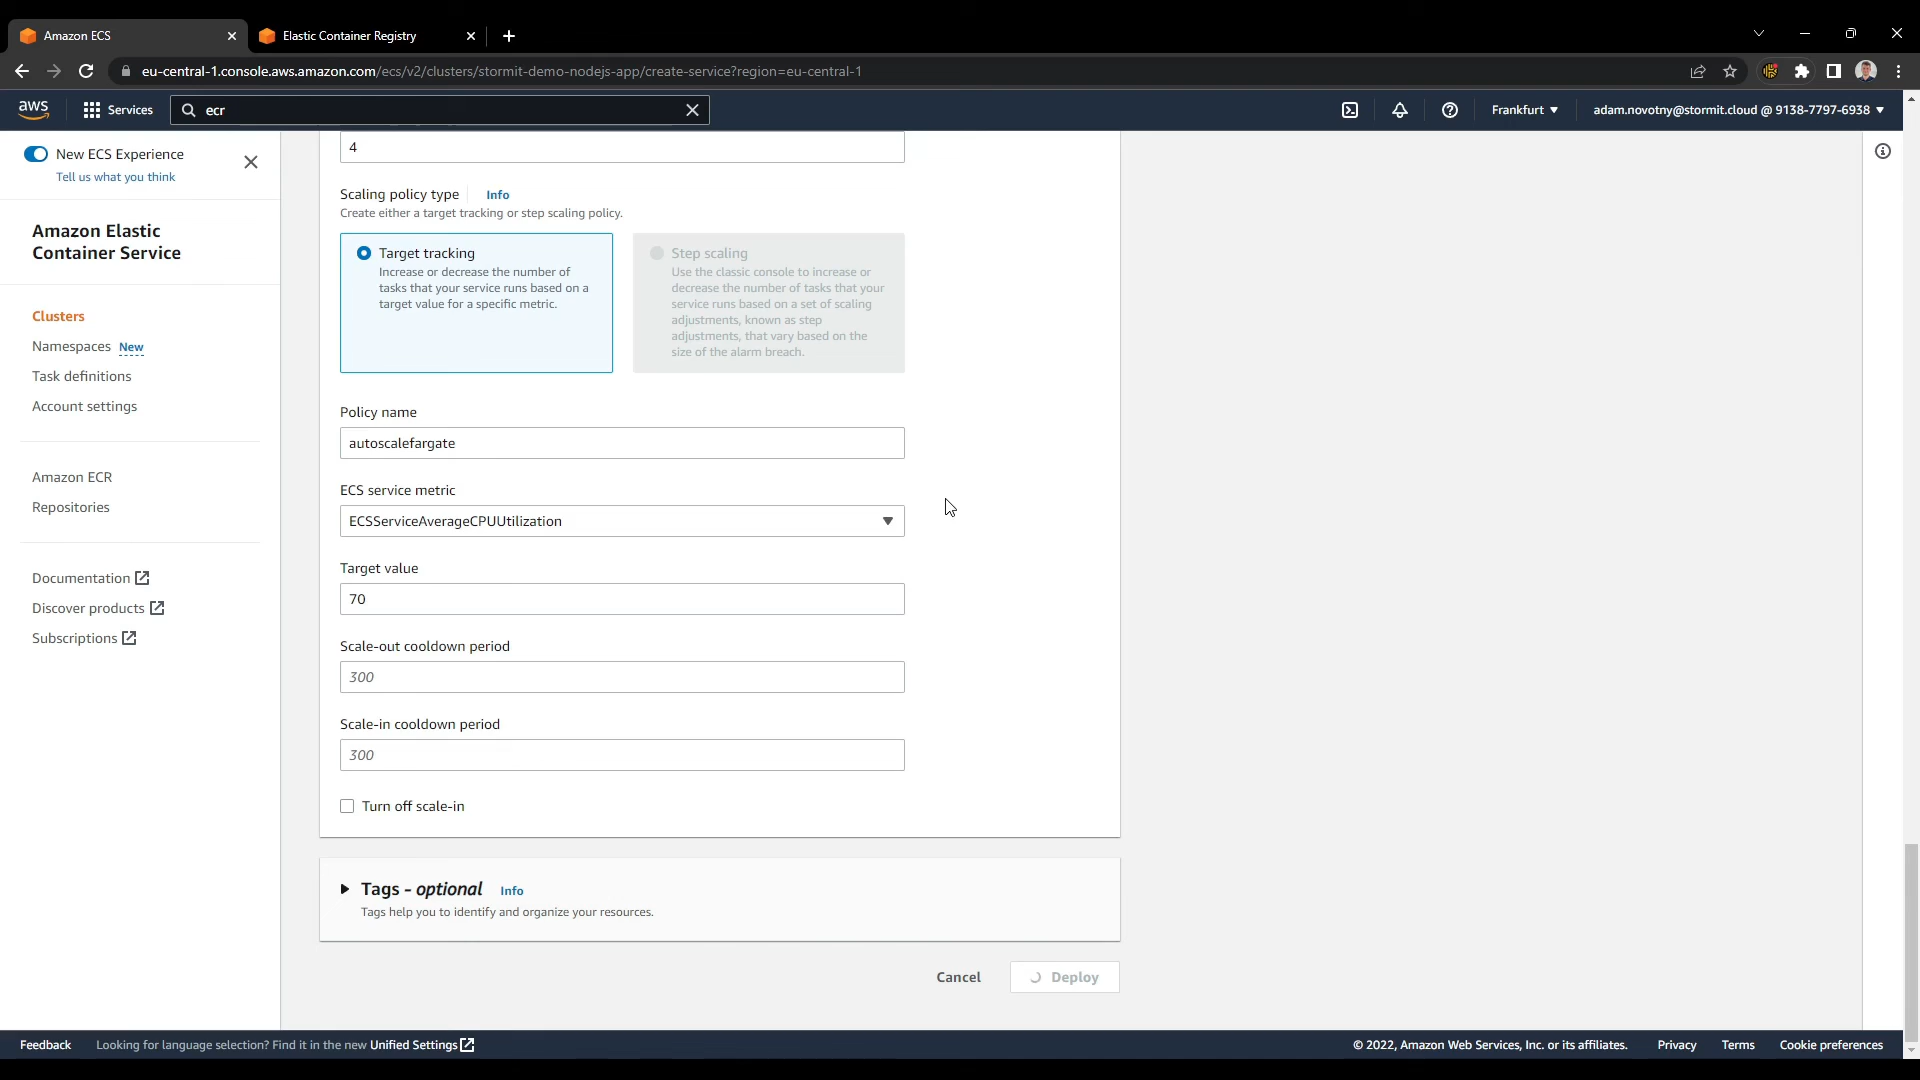 Amazon ECS
Elastic Container Registry
eu-central-1.console.aws.amazon.com/ecs/v2/clusters/stormit-demo-nodejs-app/create-service?region=eu-central-1
aws
Services
ecr
Frankfurt
adam.novotny@stormit.cloud @ 9138-7797-6938
New ECS Experience
Tell us what you think
Amazon Elastic
Container Service
Clusters
Namespaces New
Task definitions
Account settings
Amazon ECR
Repositories
Documentation
Discover products
Subscriptions
4
Scaling policy type Info
Create either a target tracking or step scaling policy.
Target tracking
Increase or decrease the number of
tasks that your service runs based on a
target value for a specific metric.
Step scaling
Use the classic console to increase or
decrease the number of tasks that your
service runs based on a set of scaling
adjustments, known as step
adjustments, that vary based on the
size of the alarm breach.
Policy name
autoscalefargate
ECS service metric
ECSServiceAverageCPUUtilization
Target value
70
Scale-out cooldown period
300
Scale-in cooldown period
300
Turn off scale-in
Tags - optional Info
Tags help you to identify and organize your resources.
Cancel
Deploy
Feedback
Looking for language selection? Find it in the new Unified Settings
© 2022, Amazon Web Services, Inc. or its affiliates.
Privacy
Terms
Cookie preferences